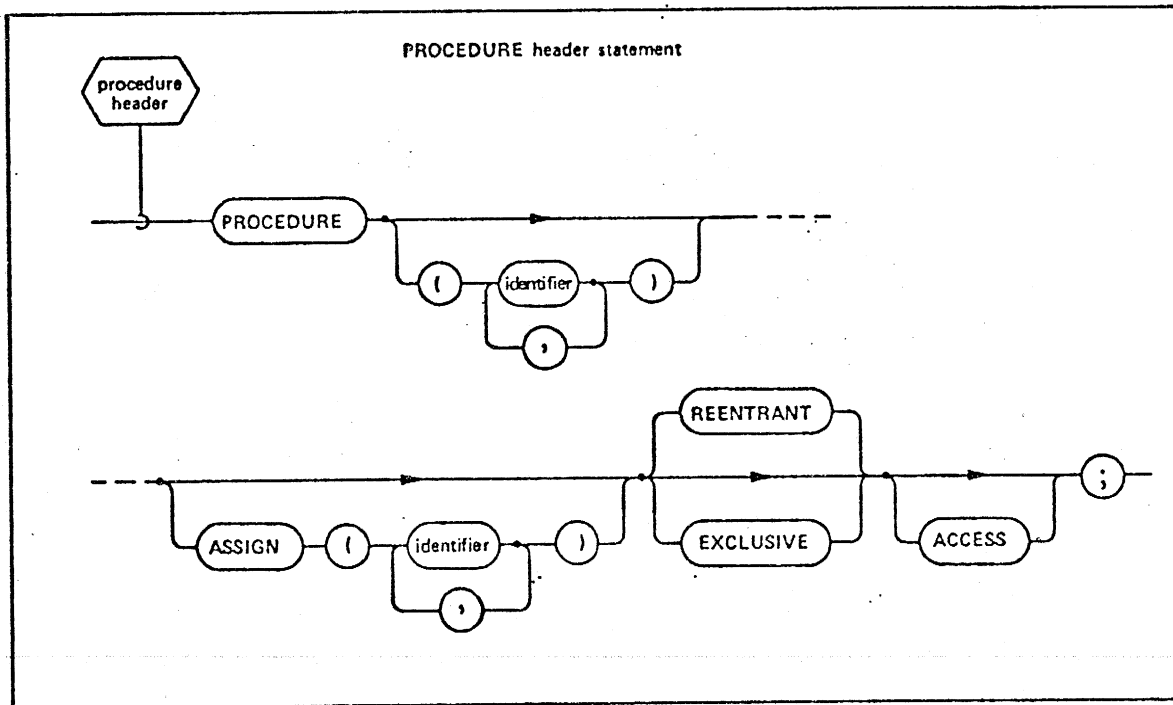 PROCEDURE header statement
procedure
header
PROCEDURE
( identifier )
,
REENTRANT
ASSIGN ( identifier )
,
EXCLUSIVE
ACCESS
;